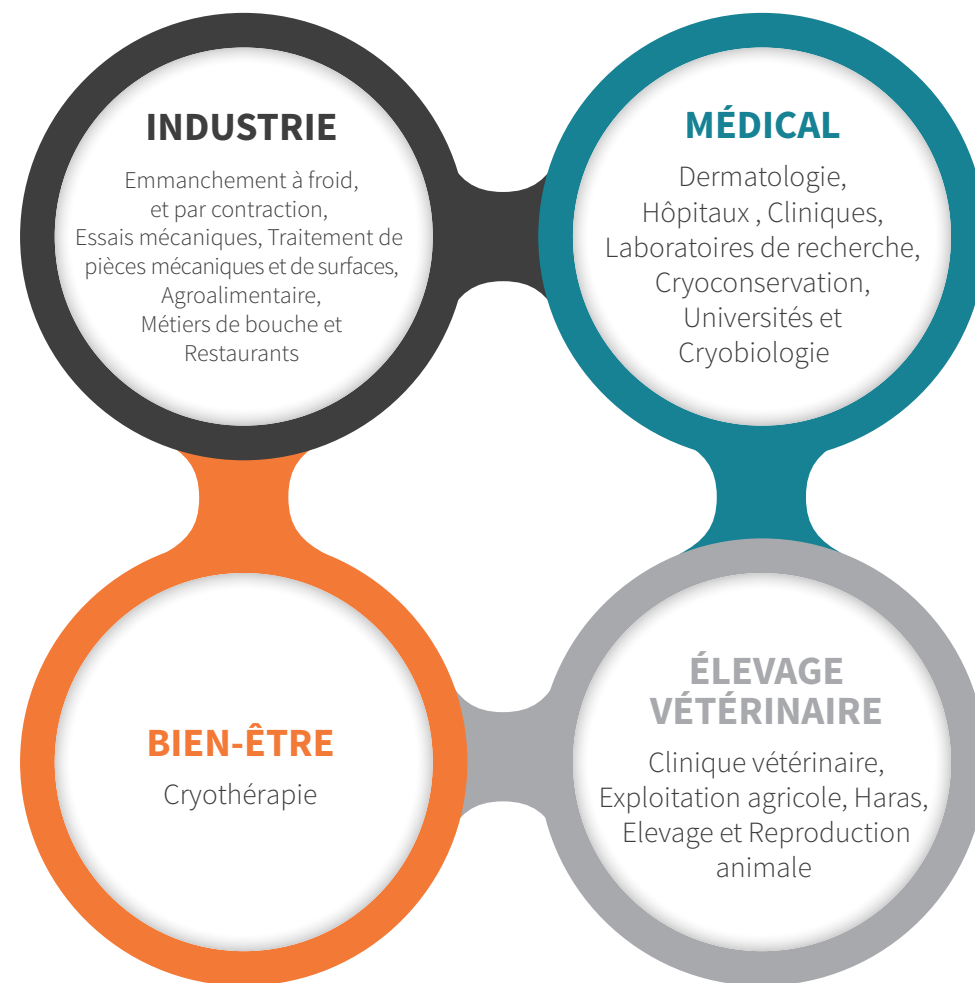 INDUSTRIE
Emmanchement à froid,
et par contraction,
Essais mécaniques, Traitement de
pièces mécaniques et de surfaces,
Agroalimentaire,
Métiers de bouche et
Restaurants
MÉDICAL
Dermatologie,
Hôpitaux , Cliniques,
Laboratoires de recherche,
Cryoconservation,
Universités et
Cryobiologie
BIEN-ÊTRE
Cryothérapie
ÉLEVAGE
VÉTÉRINAIRE
Clinique vétérinaire,
Exploitation agricole, Haras,
Elevage et Reproduction
animale